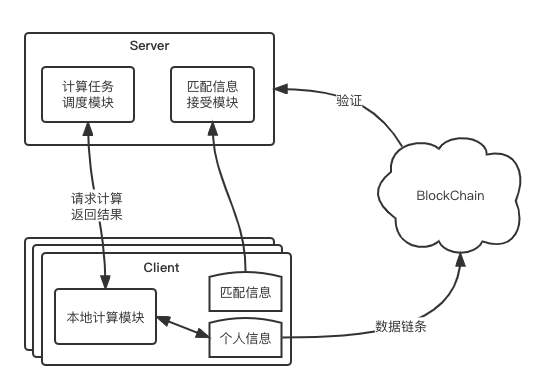 Server
计算任务
调度模块
匹配信息
接受模块
验证
BlockChain
请求计算
返回结果
Client
匹配信息
本地计算模块
个人信息
数据链条